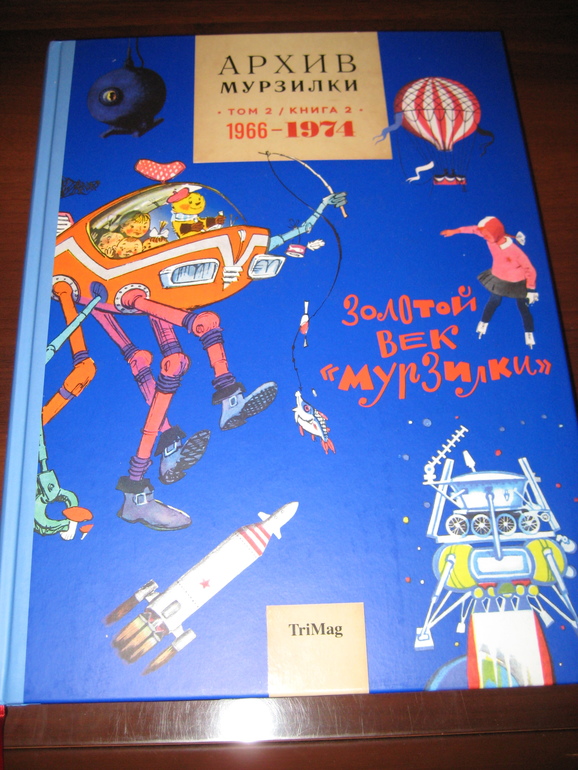 АРХИВ
МУРЗИЛКИ
• ТОМ 2 / КНИГА 2 •
1966–1974
ЗОЛОТОЙ
ВЕК
«МУРЗИЛКИ»
TriMag